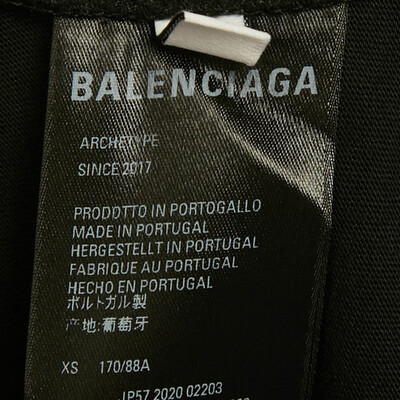 BALENCIAGA
ARCHETYPE
SINCE 2017
PRODOTTO IN PORTOGALLO
MADE IN PORTUGAL
HERGESTELLT IN PORTUGAL
FABRIQUE AU PORTUGAL
HECHO EN PORTUGAL
ポルトガル製
产地:葡萄牙
XS 170/88A
JP57 2020 02203